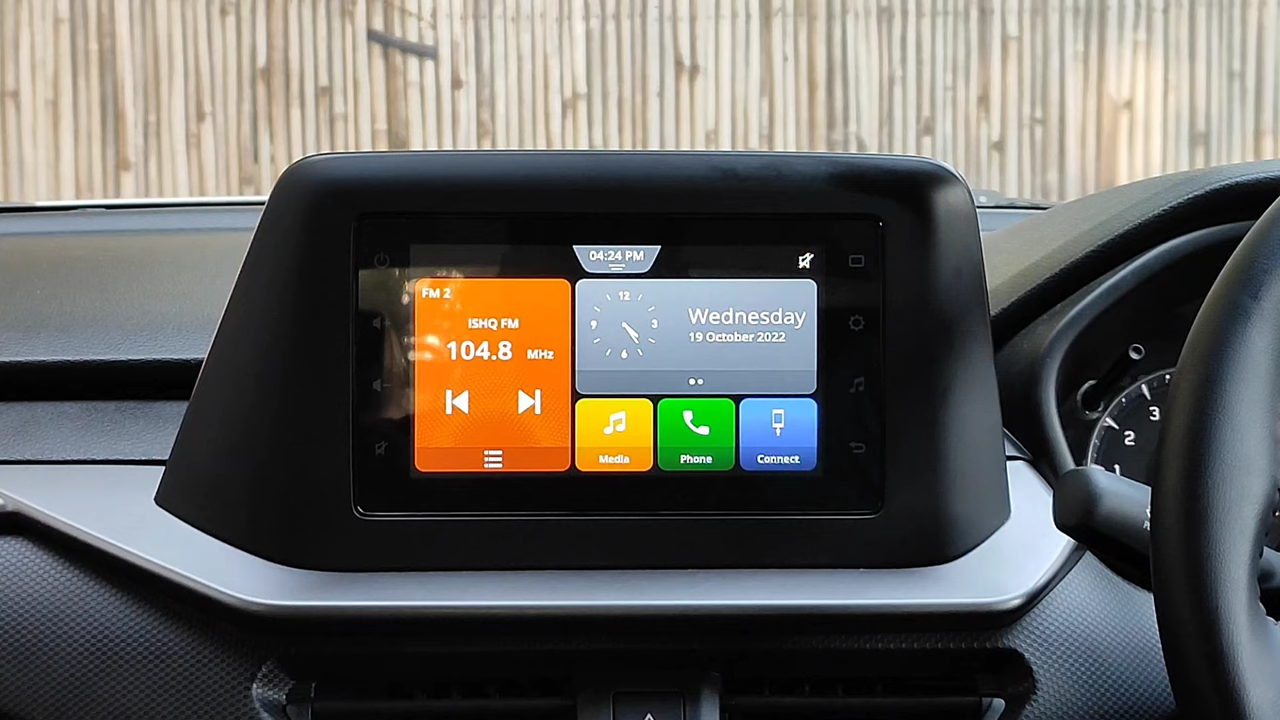 04:24 PM
FM 2
ISHQ FM
104.8 MHz
12
9 3
6
Wednesday
19 October 2022
Media
Phone
Connect
3
2
1